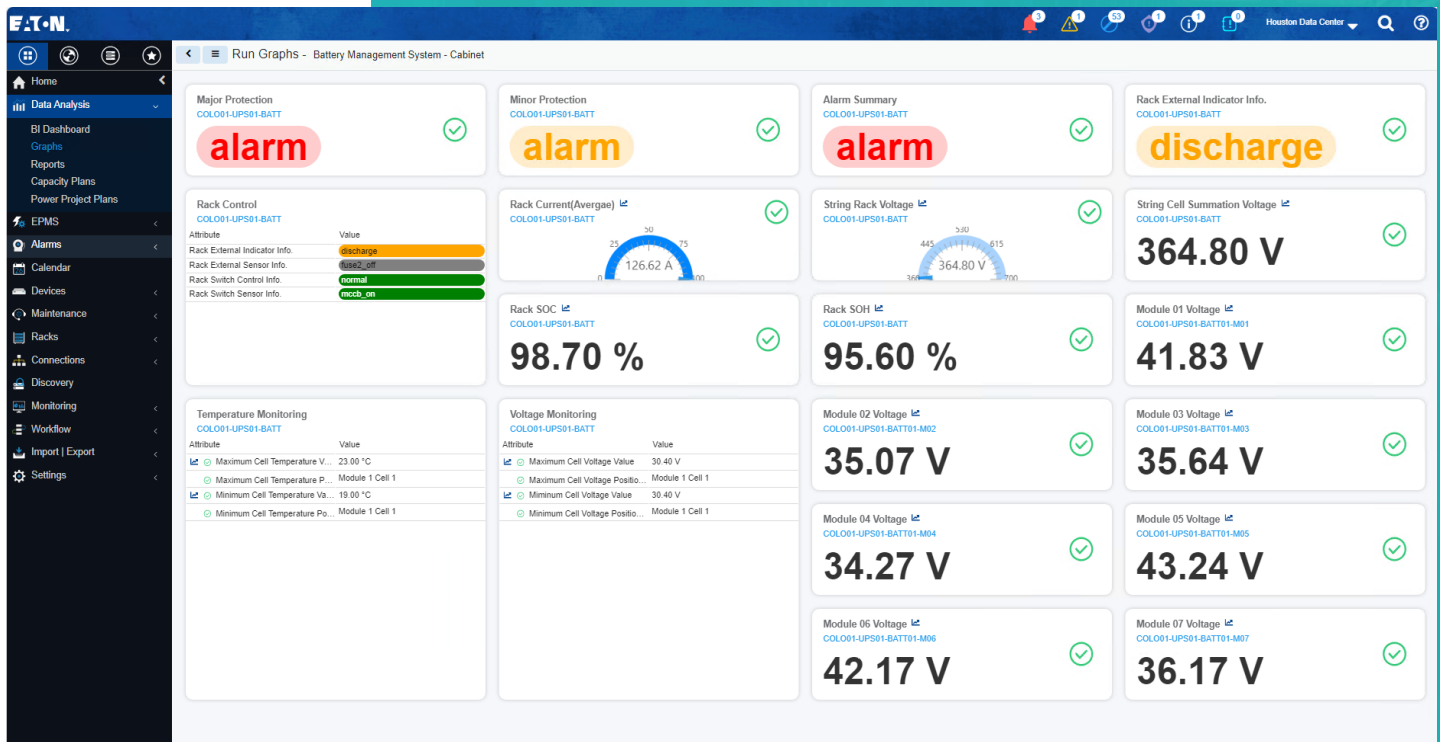 EATON
3
1
53
1
1
0
Houston Data Center
Run Graphs - Battery Management System - Cabinet
Home
Data Analysis
BI Dashboard
Graphs
Reports
Capacity Plans
Power Project Plans
EPMS
Alarms
Calendar
Devices
Maintenance
Racks
Connections
Discovery
Monitoring
Workflow
Import | Export
Settings
Major Protection
COLO01-UPS01-BATT
alarm
Minor Protection
COLO01-UPS01-BATT
alarm
Alarm Summary
COLO01-UPS01-BATT
alarm
Rack External Indicator Info.
COLO01-UPS01-BATT
discharge
Rack Control
COLO01-UPS01-BATT
Attribute Value
Rack External Indicator Info. discharge
Rack External Sensor Info. fuse2_off
Rack Switch Control Info. normal
Rack Switch Sensor Info. mccb_on
Rack Current(Avergae)
COLO01-UPS01-BATT
0 25 50 75 100
126.62 A
String Rack Voltage
COLO01-UPS01-BATT
360 445 530 615 700
364.80 V
String Cell Summation Voltage
COLO01-UPS01-BATT
364.80 V
Rack SOC
COLO01-UPS01-BATT
98.70 %
Rack SOH
COLO01-UPS01-BATT
95.60 %
Module 01 Voltage
COLO01-UPS01-BATT01-M01
41.83 V
Temperature Monitoring
COLO01-UPS01-BATT
Attribute Value
Maximum Cell Temperature V... 23.00 °C
Maximum Cell Temperature P... Module 1 Cell 1
Minimum Cell Temperature Va... 19.00 °C
Minimum Cell Temperature Po... Module 1 Cell 1
Voltage Monitoring
COLO01-UPS01-BATT
Attribute Value
Maximum Cell Voltage Value 30.40 V
Maximum Cell Voltage Positio... Module 1 Cell 1
Miminum Cell Voltage Value 30.40 V
Minimum Cell Voltage Positio... Module 1 Cell 1
Module 02 Voltage
COLO01-UPS01-BATT01-M02
35.07 V
Module 03 Voltage
COLO01-UPS01-BATT01-M03
35.64 V
Module 04 Voltage
COLO01-UPS01-BATT01-M04
34.27 V
Module 05 Voltage
COLO01-UPS01-BATT01-M05
43.24 V
Module 06 Voltage
COLO01-UPS01-BATT01-M06
42.17 V
Module 07 Voltage
COLO01-UPS01-BATT01-M07
36.17 V